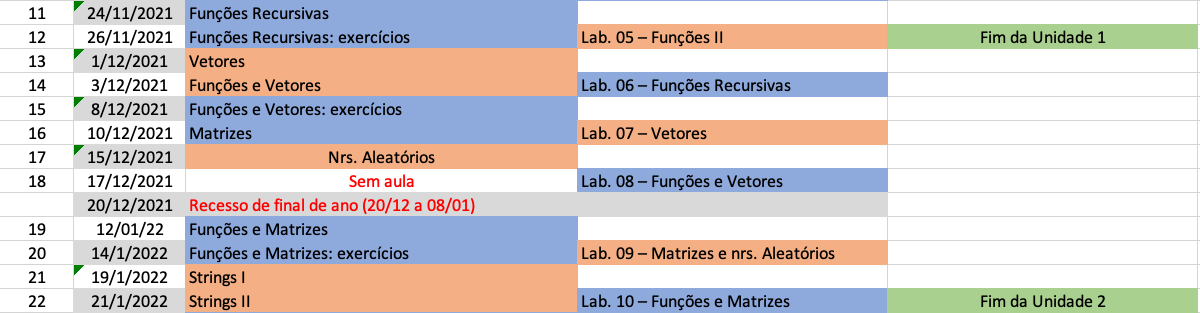 11 24/11/2021 Funções Recursivas
12 26/11/2021 Funções Recursivas: exercícios Lab. 05 – Funções II Fim da Unidade 1
13 1/12/2021 Vetores
14 3/12/2021 Funções e Vetores Lab. 06 – Funções Recursivas
15 8/12/2021 Funções e Vetores: exercícios
16 10/12/2021 Matrizes Lab. 07 – Vetores
17 15/12/2021 Nrs. Aleatórios
18 17/12/2021 Sem aula Lab. 08 – Funções e Vetores
20/12/2021 Recesso de final de ano (20/12 a 08/01)
19 12/01/22 Funções e Matrizes
20 14/1/2022 Funções e Matrizes: exercícios Lab. 09 – Matrizes e nrs. Aleatórios
21 19/1/2022 Strings I
22 21/1/2022 Strings II Lab. 10 – Funções e Matrizes Fim da Unidade 2